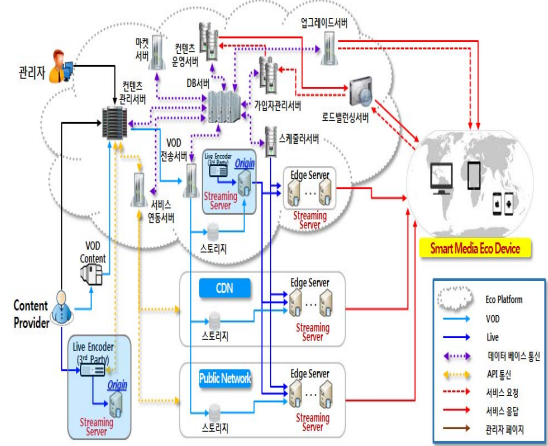 업그레이드서버
마켓
서버
컨텐츠
운영서버
관리자
DB서버
컨텐츠
관리서버
가입자관리서버
로드밸런싱서버
VOD
전송서버
스케줄러서버
Live Encoder
(3rd Party)
Origin
Streaming
Server
Edge Server
Streaming
Server
서비스
연동서버
스토리지
Smart Media Eco Device
VOD
Content
CDN
Edge Server
Streaming
Server
스토리지
Content
Provider
Live Encoder
(3rd Party)
Origin
Streaming
Server
Public Network
Edge Server
Streaming
Server
스토리지
Eco Platform
VOD
Live
데이터 베이스 통신
API 통신
서비스 요청
서비스 응답
관리자 페이지